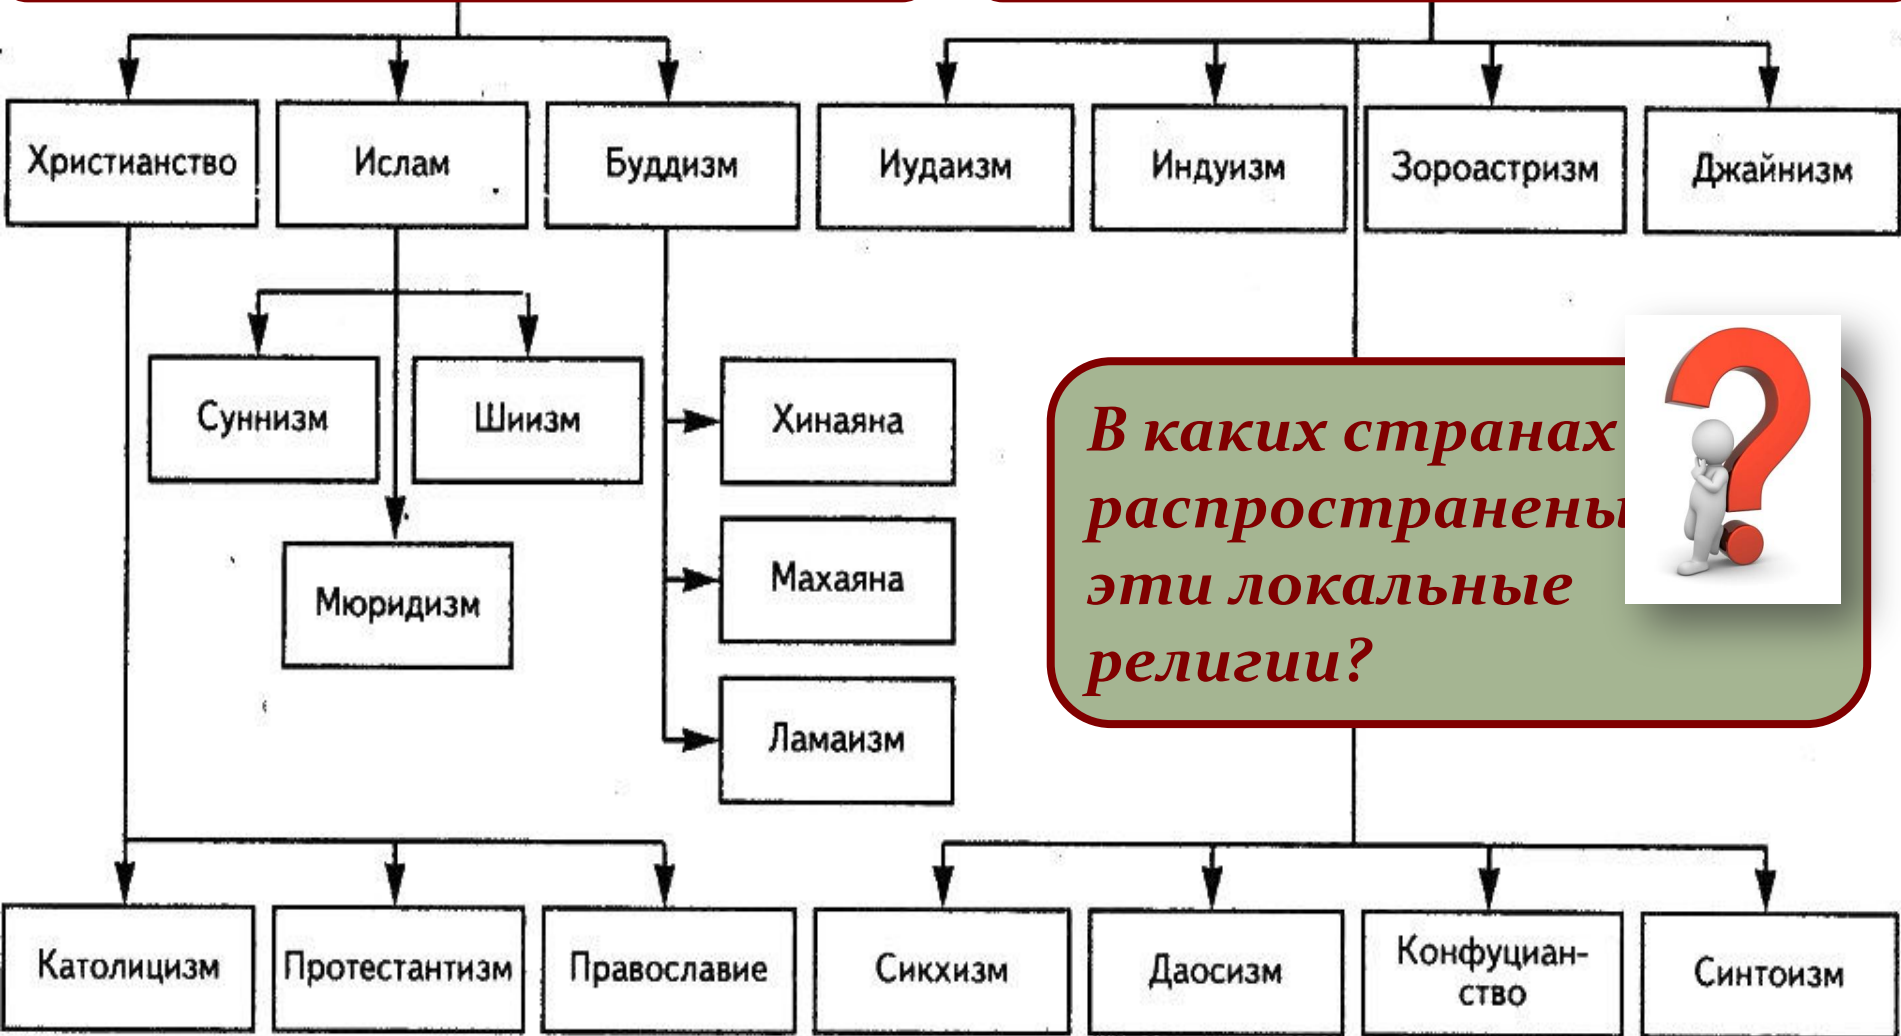 Христианство
Ислам
Буддизм
Иудаизм
Индуизм
Зороастризм
Джайнизм
Суннизм
Шиизм
Мюридизм
Хинаяна
Махаяна
Ламаизм
В каких странах
распространены
эти локальные
религии?
Католицизм
Протестантизм
Православие
Сикхизм
Даосизм
Конфуциан-
ство
Синтоизм